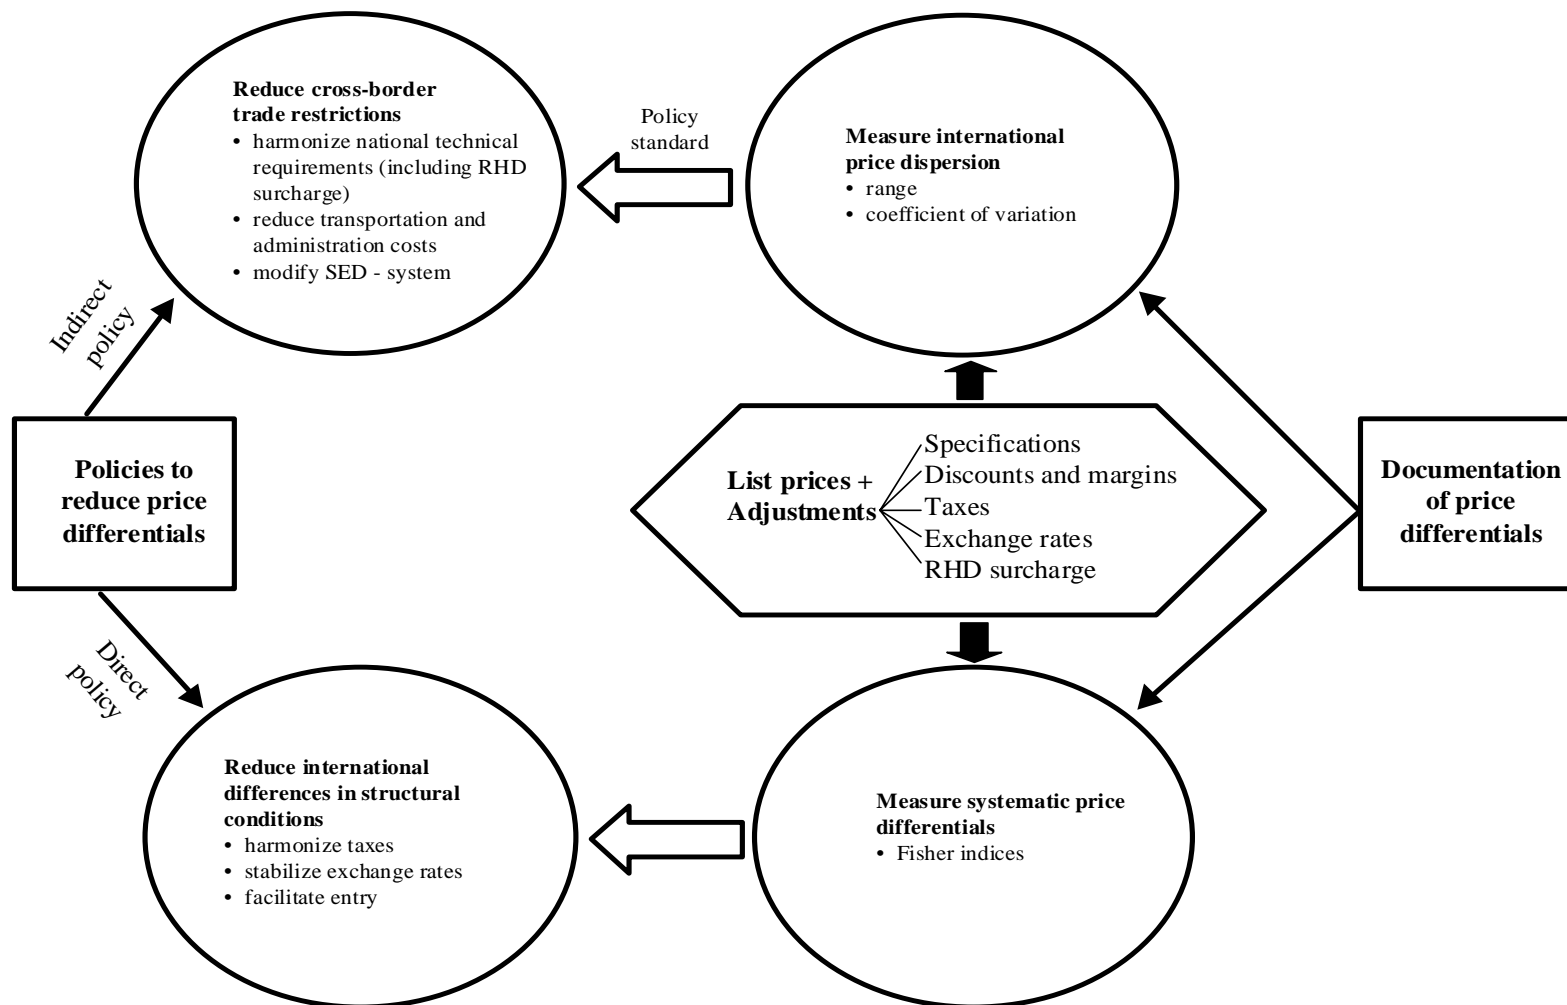 Reduce cross-border
trade restrictions
• harmonize national technical
requirements (including RHD
surcharge)
• reduce transportation and
administration costs
• modify SED - system
Policy
standard
Measure international
price dispersion
• range
• coefficient of variation
Indirect
policy
Policies to
reduce price
differentials
List prices +
Adjustments
Specifications
Discounts and margins
Taxes
Exchange rates
RHD surcharge
Documentation
of price
differentials
Direct
policy
Reduce international
differences in structural
conditions
• harmonize taxes
• stabilize exchange rates
• facilitate entry
Measure systematic price
differentials
• Fisher indices